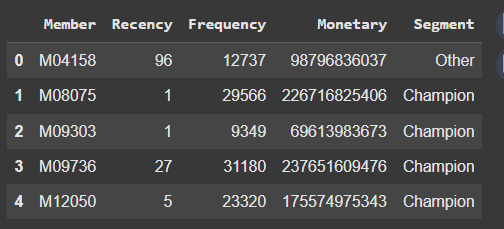 Member Recency Frequency Monetary Segment
0 M04158 96 12737 98796836037 Other
1 M08075 1 29566 226716825406 Champion
2 M09303 1 9349 69613983673 Champion
3 M09736 27 31180 237651609476 Champion
4 M12050 5 23320 175574975343 Champion